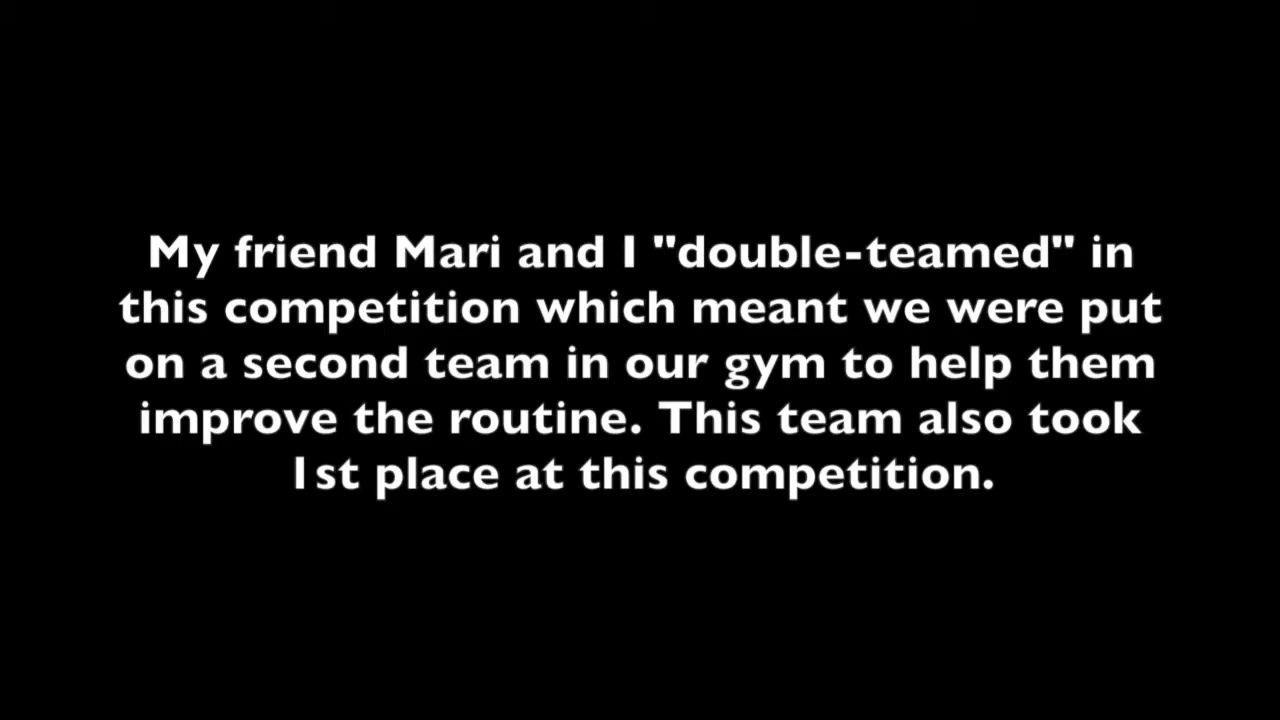 My friend Mari and I "double-teamed" in
this competition which meant we were put
on a second team in our gym to help them
improve the routine. This team also took
1st place at this competition.